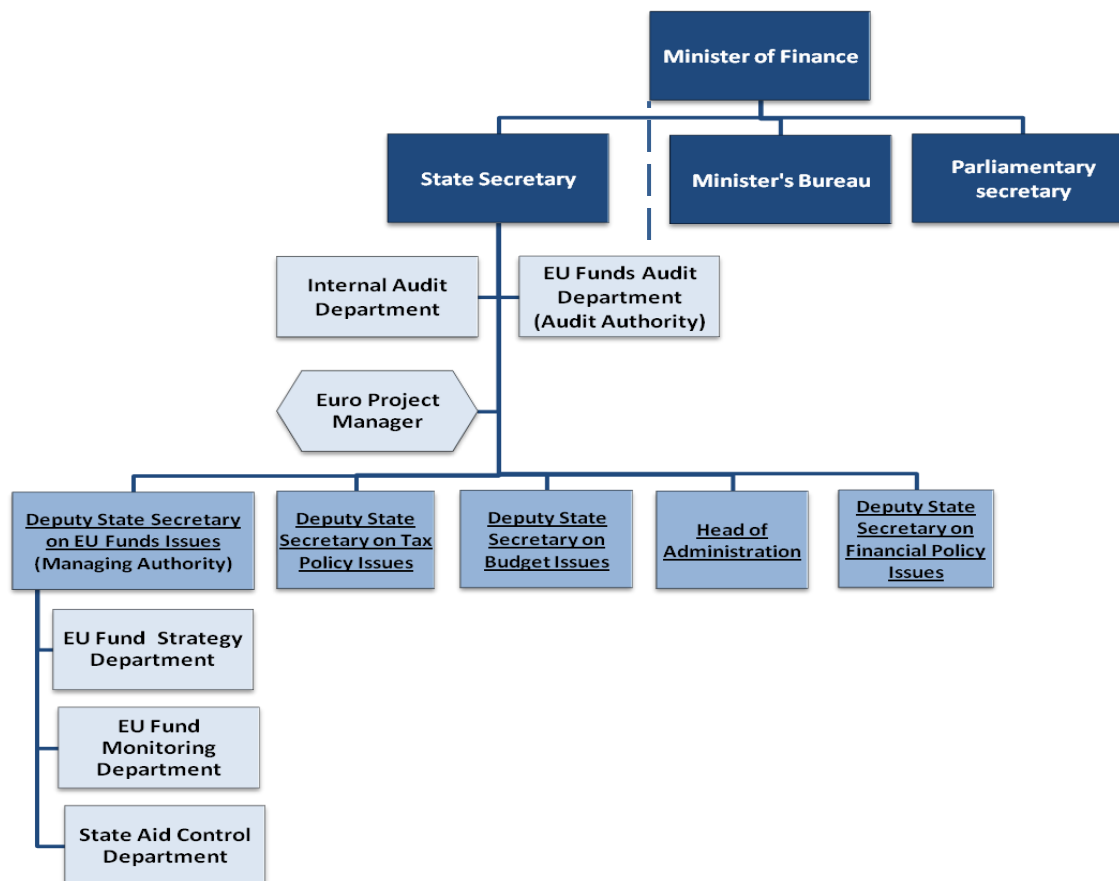 Minister of Finance
State Secretary
Minister's Bureau
Parliamentary
secretary
Internal Audit
Department
EU Funds Audit
Department
(Audit Authority)
Euro Project
Manager
Deputy State Secretary
on EU Funds Issues
(Managing Authority)
Deputy State
Secretary on Tax
Policy Issues
Deputy State
Secretary on
Budget Issues
Head of
Administration
Deputy State
Secretary on
Financial Policy
Issues
EU Fund Strategy
Department
EU Fund
Monitoring
Department
State Aid Control
Department